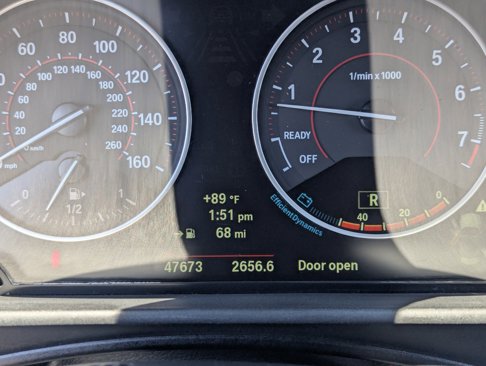 60 80 100
120
140
160
40 60 80 100 120 140 160
180
200
220
240
260
20
0 km/h
mph
0 1/2 1
+89 °F
1:51 pm
68 mi
47673 2656.6
1 2 3 4 5 6 7
1/min x 1000
READY
OFF
EfficientDynamics
R
40 20 0
Door open